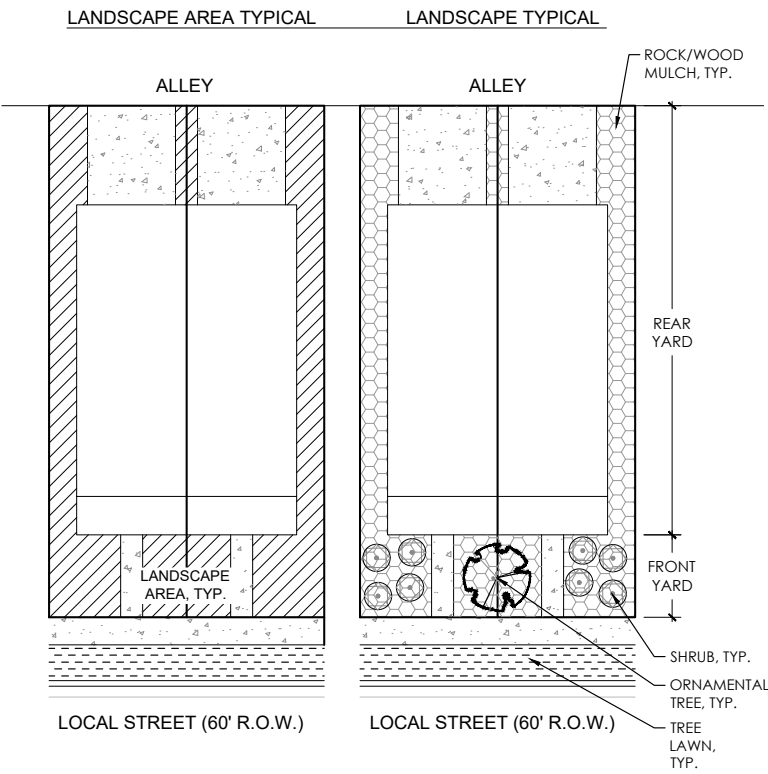 LANDSCAPE AREA TYPICAL
LANDSCAPE TYPICAL
ROCK/WOOD
MULCH, TYP.
ALLEY
ALLEY
REAR
YARD
LANDSCAPE
AREA, TYP.
FRONT
YARD
SHRUB, TYP.
ORNAMENTAL
TREE, TYP.
LOCAL STREET (60' R.O.W.)
LOCAL STREET (60' R.O.W.)
TREE
LAWN,
TYP.